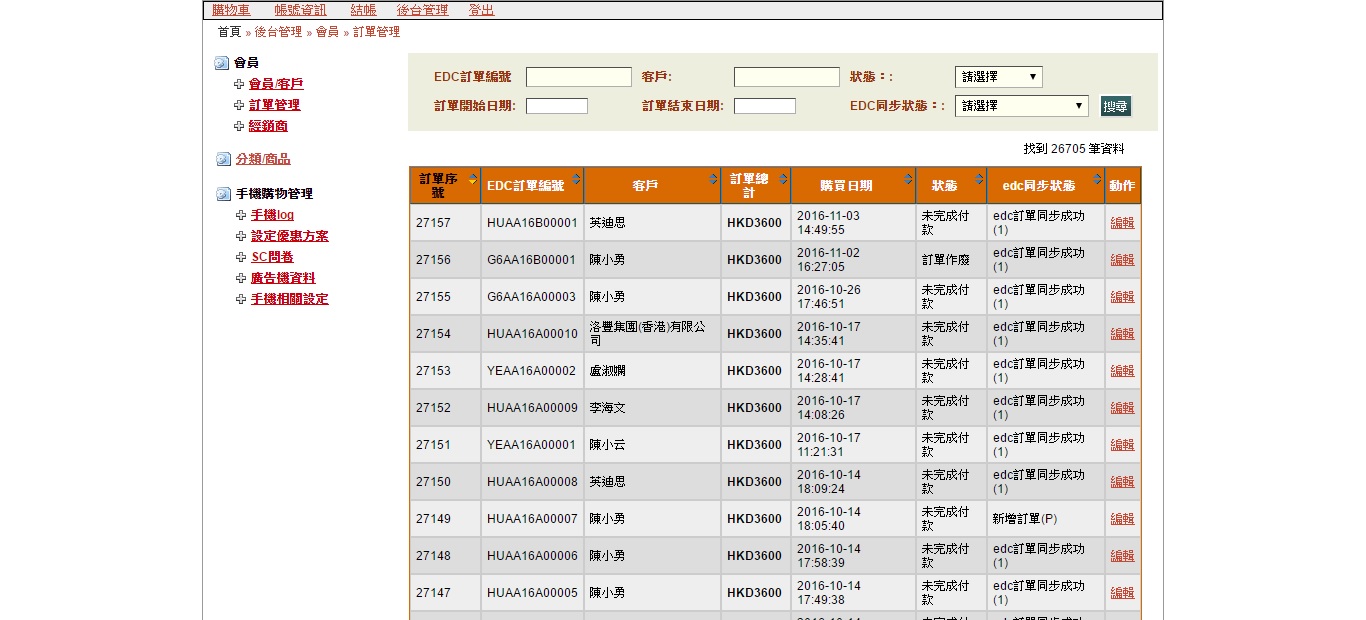 購物車 帳號資訊 結帳 後台管理 登出
首頁 » 後台管理 » 會員 » 訂單管理
會員
會員/客戶
訂單管理
經銷商
分類/商品
手機購物管理
手機log
設定優惠方案
SC問卷
廣告機資料
手機相關設定
EDC訂單編號 客戶: 狀態：: 請選擇
訂單開始日期: 訂單結束日期: EDC同步狀態：: 請選擇 搜尋
找到 26705 筆資料
訂單序號 EDC訂單編號 客戶 訂單總計 購買日期 狀態 edc同步狀態 動作
27157 HUAA16B00001 英迪思 HKD3600 2016-11-03 14:49:55 未完成付款 edc訂單同步成功(1) 編輯
27156 G6AA16B00001 陳小勇 HKD3600 2016-11-02 16:27:05 訂單作廢 edc訂單同步成功(1) 編輯
27155 G6AA16A00003 陳小勇 HKD3600 2016-10-26 17:46:51 未完成付款 edc訂單同步成功(1) 編輯
27154 HUAA16A00010 洛豐集團(香港)有限公司 HKD3600 2016-10-17 14:35:41 未完成付款 edc訂單同步成功(1) 編輯
27153 YEAA16A00002 盧淑嫻 HKD3600 2016-10-17 14:28:41 未完成付款 edc訂單同步成功(1) 編輯
27152 HUAA16A00009 李海文 HKD3600 2016-10-17 14:08:26 未完成付款 edc訂單同步成功(1) 編輯
27151 YEAA16A00001 陳小云 HKD3600 2016-10-17 11:21:31 未完成付款 edc訂單同步成功(1) 編輯
27150 HUAA16A00008 英迪思 HKD3600 2016-10-14 18:09:24 未完成付款 edc訂單同步成功(1) 編輯
27149 HUAA16A00007 陳小勇 HKD3600 2016-10-14 18:05:40 未完成付款 新增訂單(P) 編輯
27148 HUAA16A00006 陳小勇 HKD3600 2016-10-14 17:58:39 未完成付款 edc訂單同步成功(1) 編輯
27147 HUAA16A00005 陳小勇 HKD3600 2016-10-14 17:49:38 未完成付款 edc訂單同步成功(1) 編輯